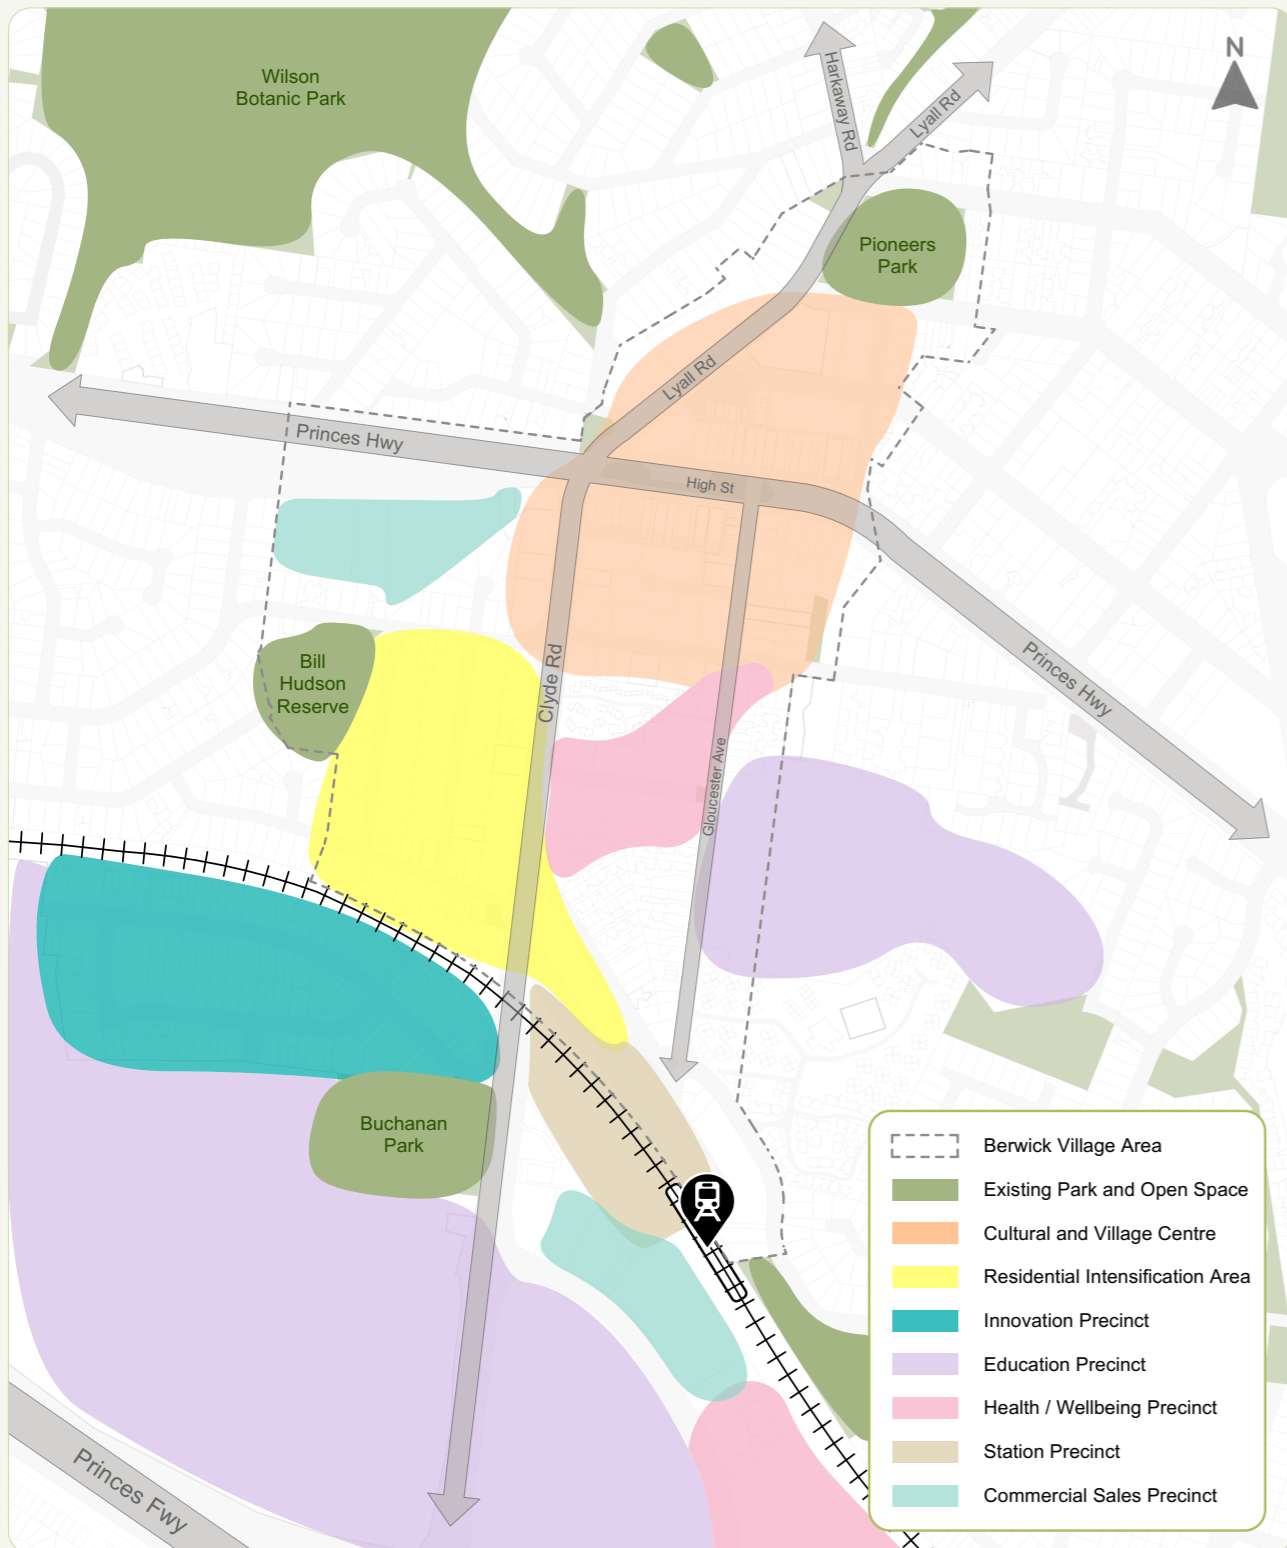 N
Wilson
Botanic Park
Harkaway Rd
Lyall Rd
Pioneers
Park
Lyall Rd
Princes Hwy
High St
Bill
Hudson
Reserve
Clyde Rd
Princes Hwy
Gloucester Ave
Buchanan
Park
Princes Fwy
Berwick Village Area
Existing Park and Open Space
Cultural and Village Centre
Residential Intensification Area
Innovation Precinct
Education Precinct
Health / Wellbeing Precinct
Station Precinct
Commercial Sales Precinct